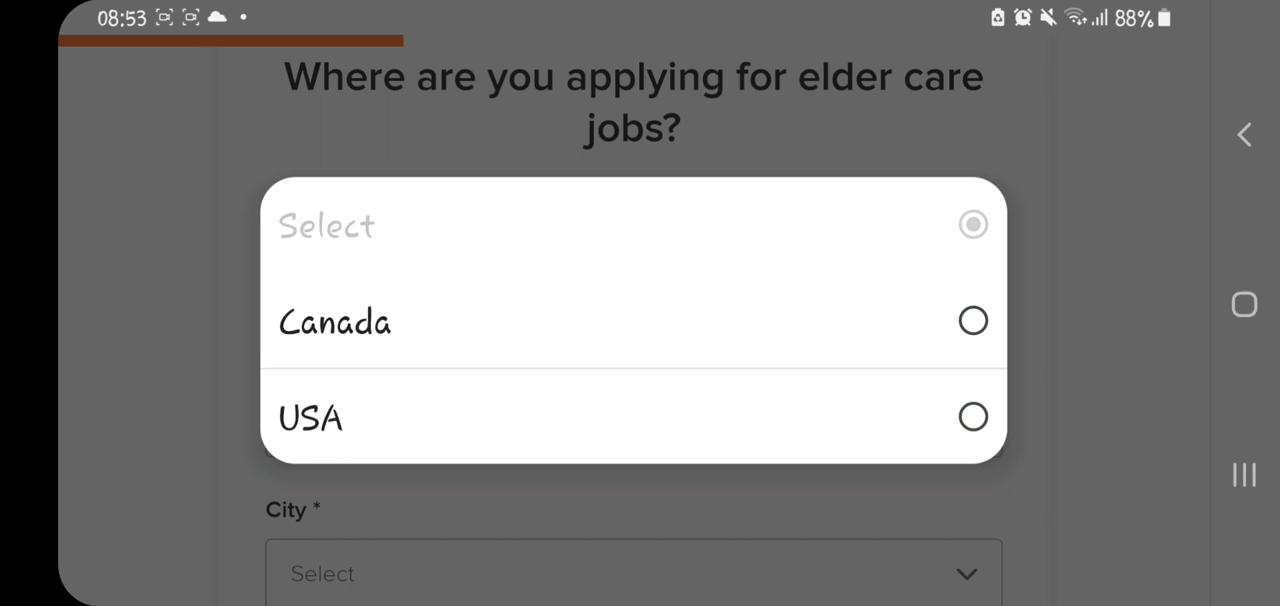 08:53
88%
Where are you applying for elder care
jobs?
Select
Canada
USA
City *
Select